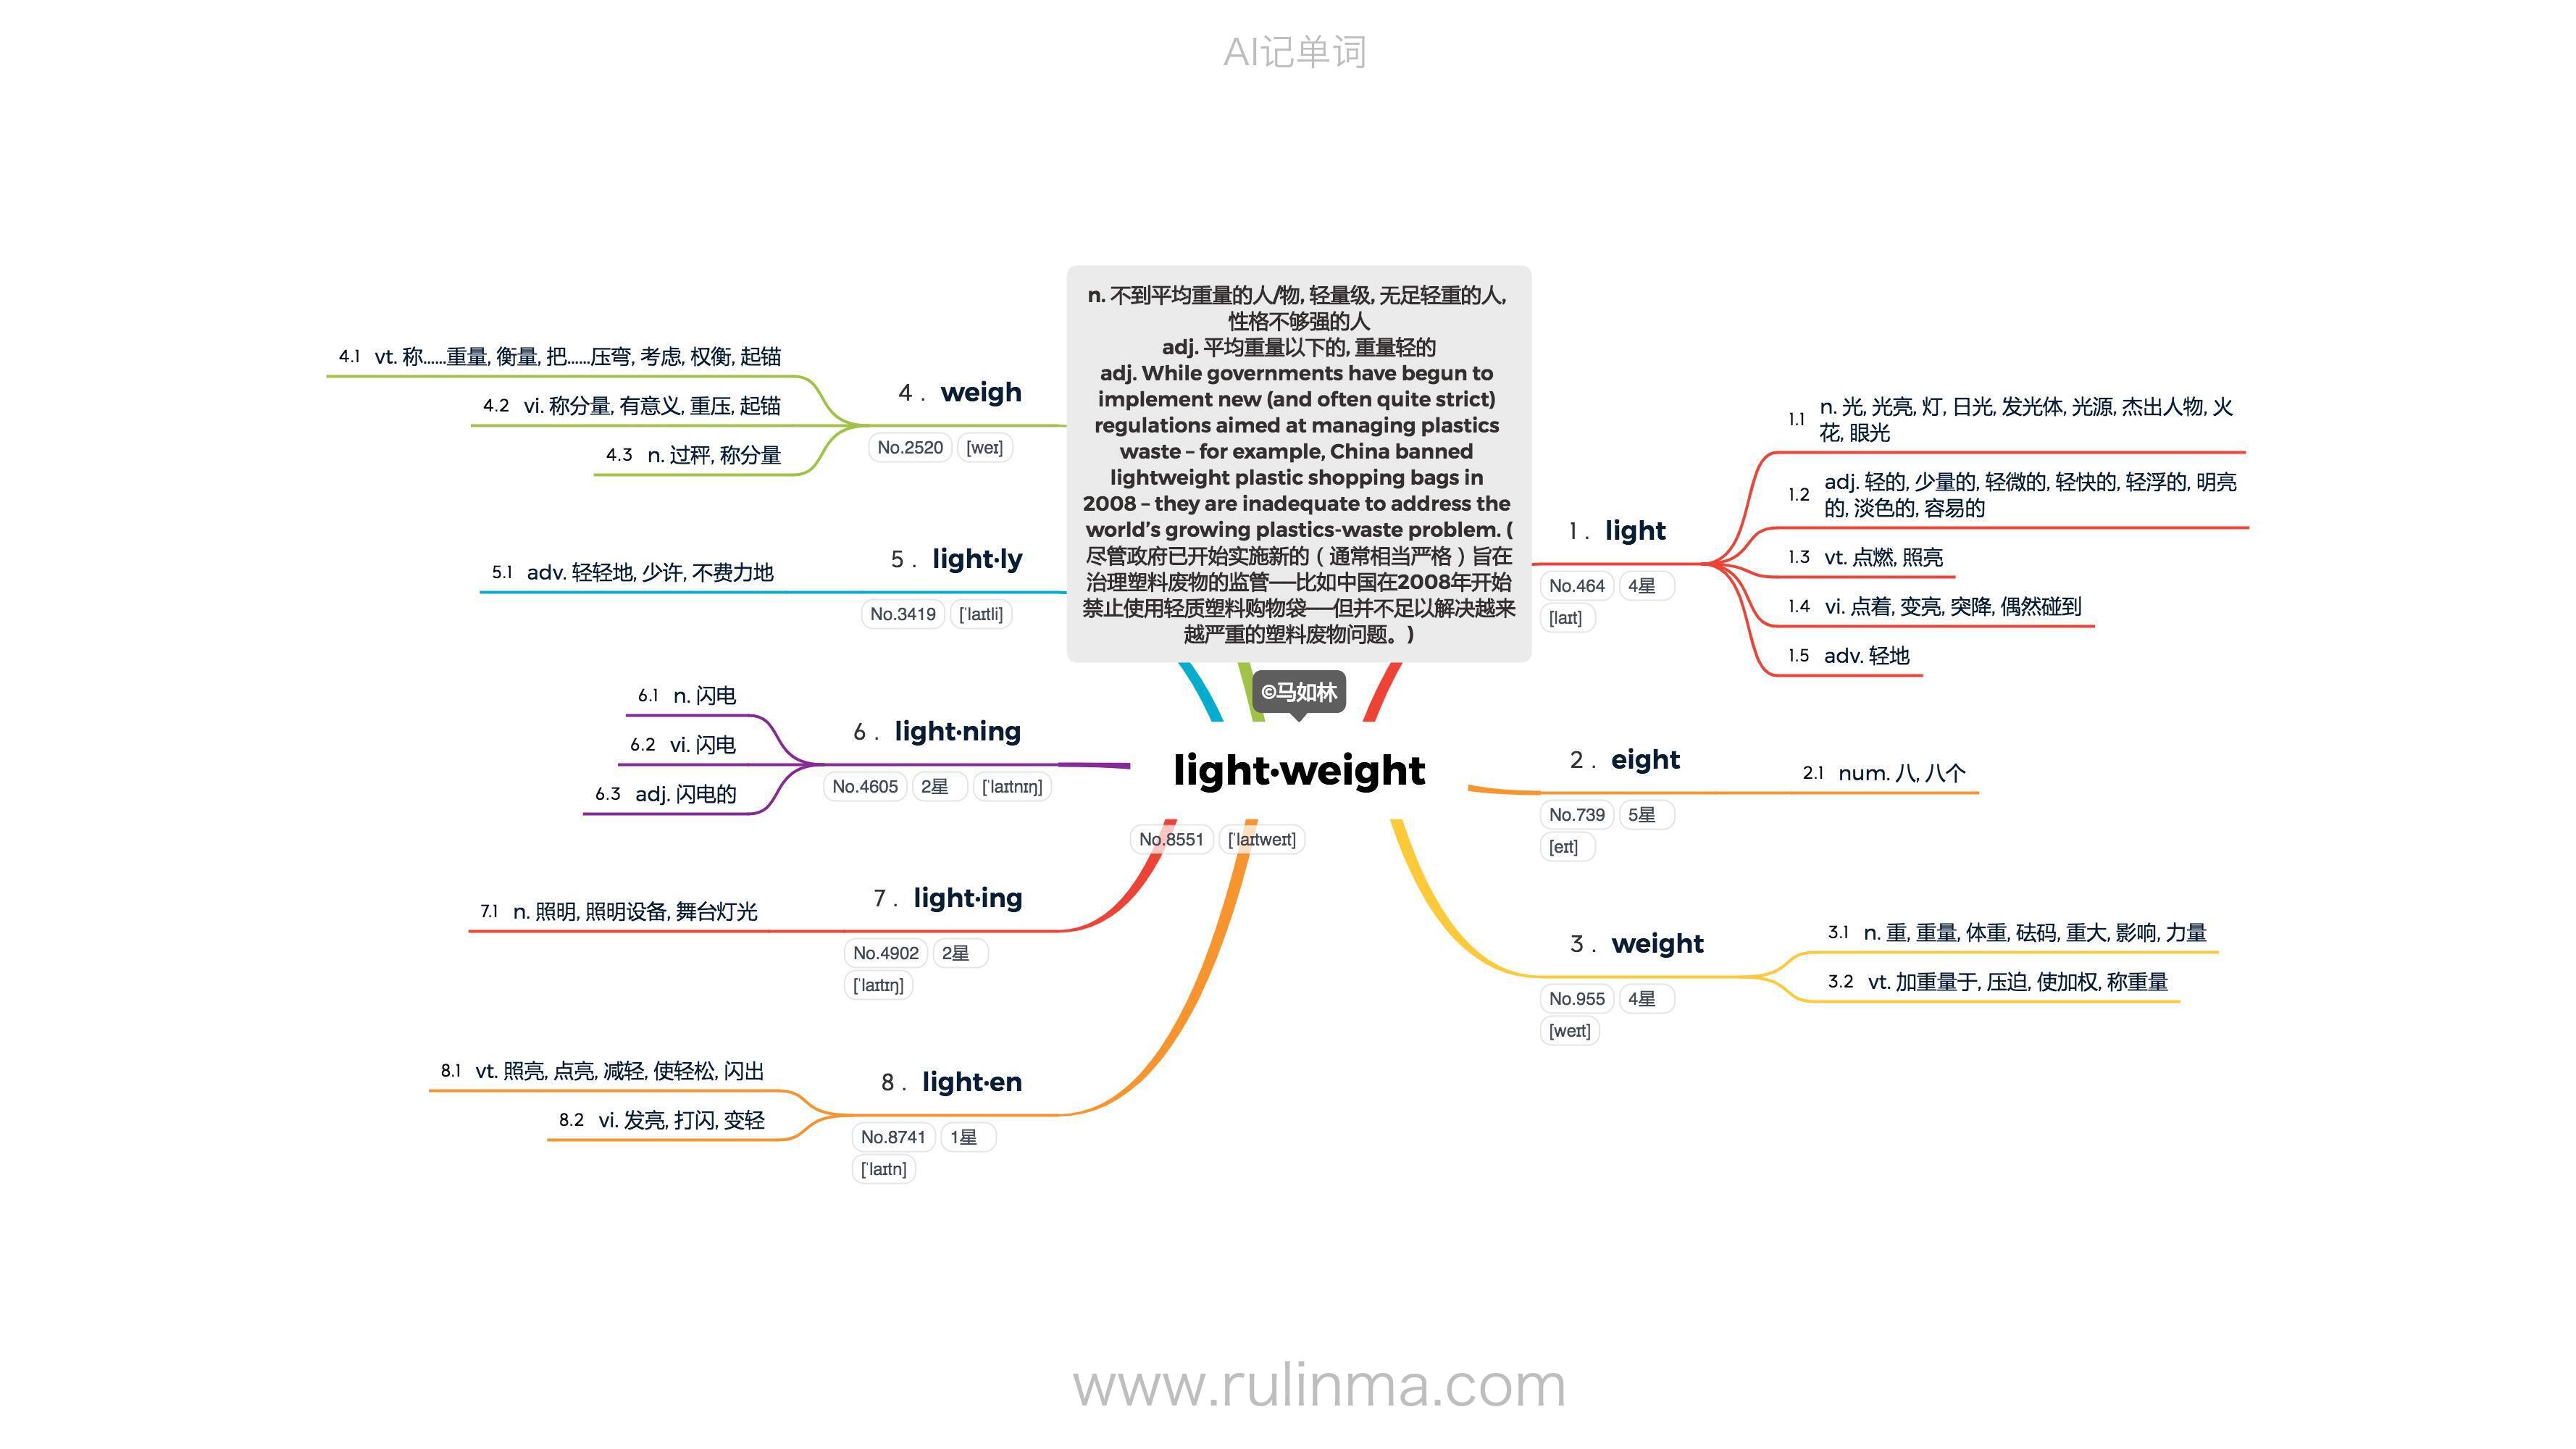 AI记单词
n. 不到平均重量的人/物, 轻量级, 无足轻重的人,
性格不够强的人
adj. 平均重量以下的, 重量轻的
adj. While governments have begun to
implement new (and often quite strict)
regulations aimed at managing plastics
waste – for example, China banned
lightweight plastic shopping bags in
2008 – they are inadequate to address the
world’s growing plastics-waste problem. (
尽管政府已开始实施新的（通常相当严格）旨在
治理塑料废物的监管──比如中国在2008年开始
禁止使用轻质塑料购物袋──但并不足以解决越来
越严重的塑料废物问题。)
©马如林
light·weight
No.8551 [ˈlaɪtweɪt]
1 . light
No.464 4星
[laɪt]
1.1 n. 光, 光亮, 灯, 日光, 发光体, 光源, 杰出人物, 火
花, 眼光
1.2 adj. 轻的, 少量的, 轻微的, 轻快的, 轻浮的, 明亮
的, 淡色的, 容易的
1.3 vt. 点燃, 照亮
1.4 vi. 点着, 变亮, 突降, 偶然碰到
1.5 adv. 轻地
2 . eight
No.739 5星
[eɪt]
2.1 num. 八, 八个
3 . weight
No.955 4星
[weɪt]
3.1 n. 重, 重量, 体重, 砝码, 重大, 影响, 力量
3.2 vt. 加重量于, 压迫, 使加权, 称重量
4 . weigh
No.2520 [weɪ]
4.1 vt. 称......重量, 衡量, 把......压弯, 考虑, 权衡, 起锚
4.2 vi. 称分量, 有意义, 重压, 起锚
4.3 n. 过秤, 称分量
5 . light·ly
No.3419 [ˈlaɪtli]
5.1 adv. 轻轻地, 少许, 不费力地
6 . light·ning
No.4605 2星 [ˈlaɪtnɪŋ]
6.1 n. 闪电
6.2 vi. 闪电
6.3 adj. 闪电的
7 . light·ing
No.4902 2星
[ˈlaɪtɪŋ]
7.1 n. 照明, 照明设备, 舞台灯光
8 . light·en
No.8741 1星
[ˈlaɪtn]
8.1 vt. 照亮, 点亮, 减轻, 使轻松, 闪出
8.2 vi. 发亮, 打闪, 变轻
www.rulinma.com